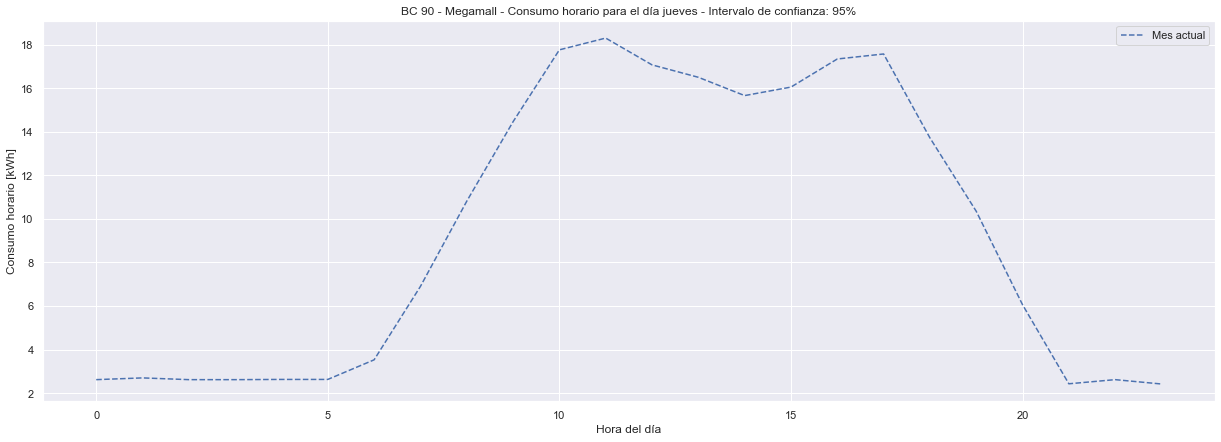 BC 90 - Megamall - Consumo horario para el día jueves - Intervalo de confianza: 95%
Mes actual
Consumo horario [kWh]
18
16
14
12
10
8
6
4
2
0 5 10 15 20
Hora del día